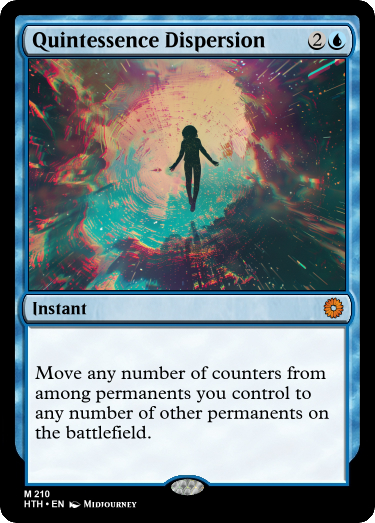 Quintessence Dispersion 2
Instant
Move any number of counters from
among permanents you control to
any number of other permanents on
the battlefield.
M 210
HTH • EN Midjourney